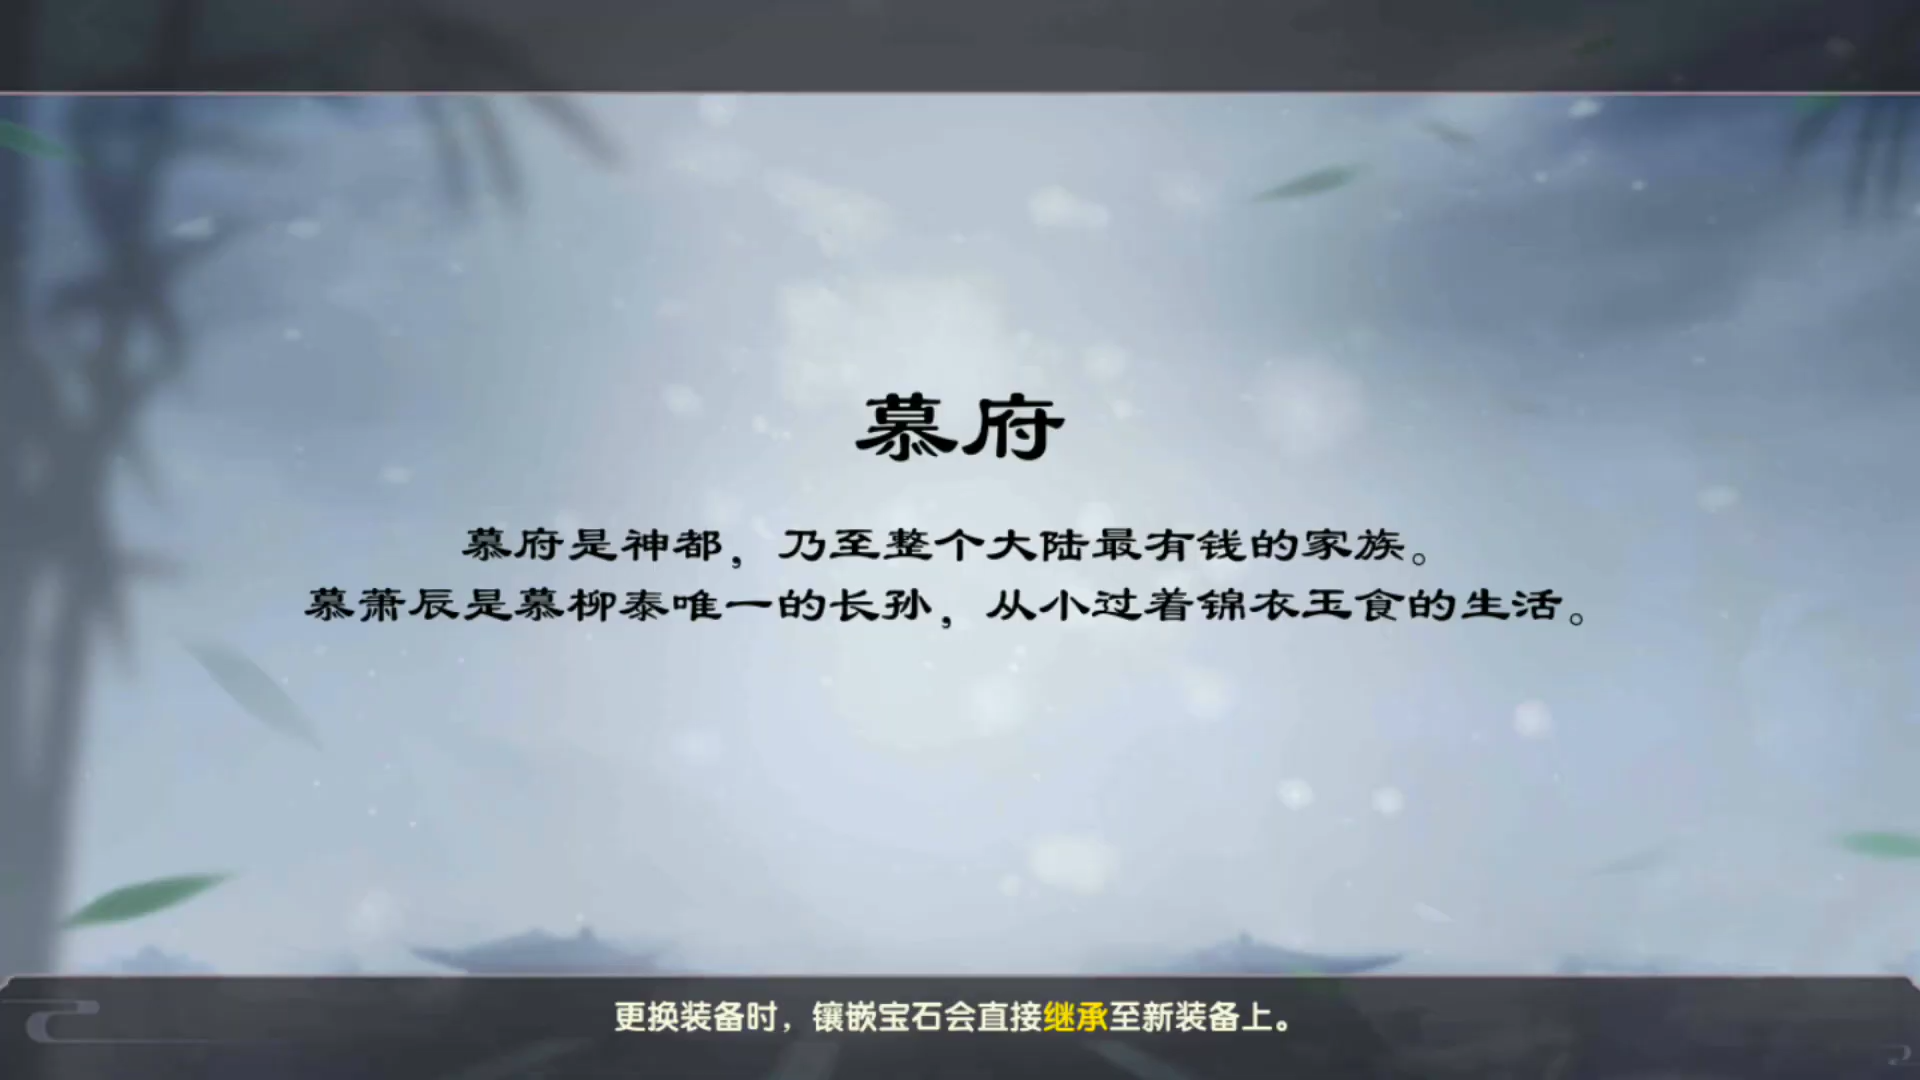 慕府
慕府是神都，乃至整个大陆最有钱的家族。
慕萧辰是慕柳泰唯一的长孙，从小过着锦衣玉食的生活。
更换装备时，镶嵌宝石会直接继承至新装备上。